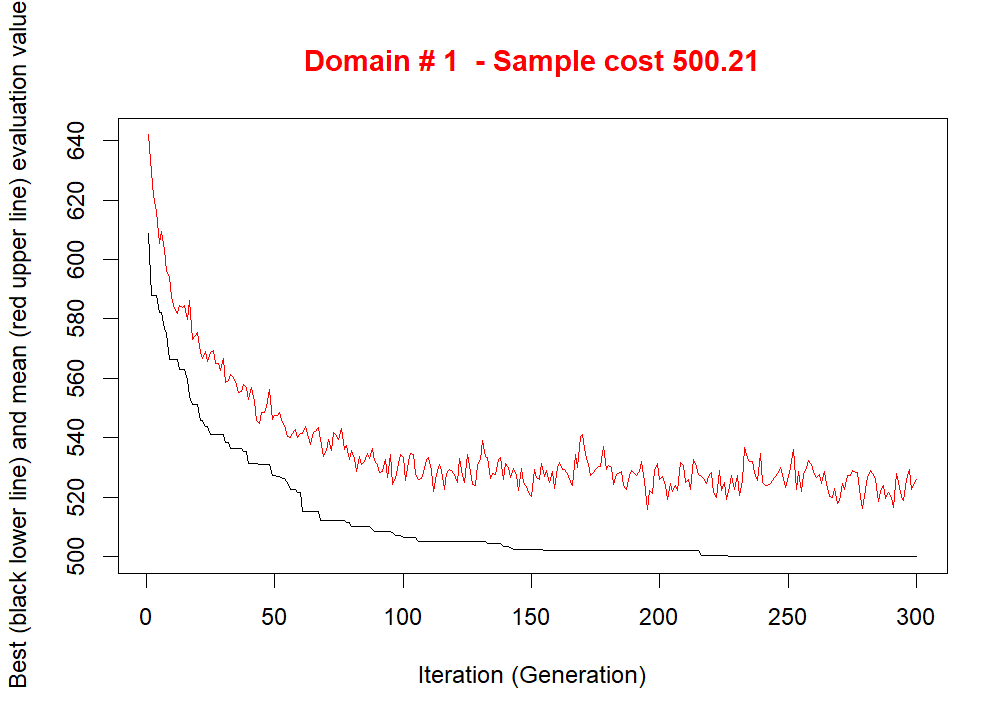 Domain # 1  - Sample cost 500.21
Best (black lower line) and mean (red upper line) evaluation value
640
620
600
580
560
540
520
500
0 50 100 150 200 250 300
Iteration (Generation)